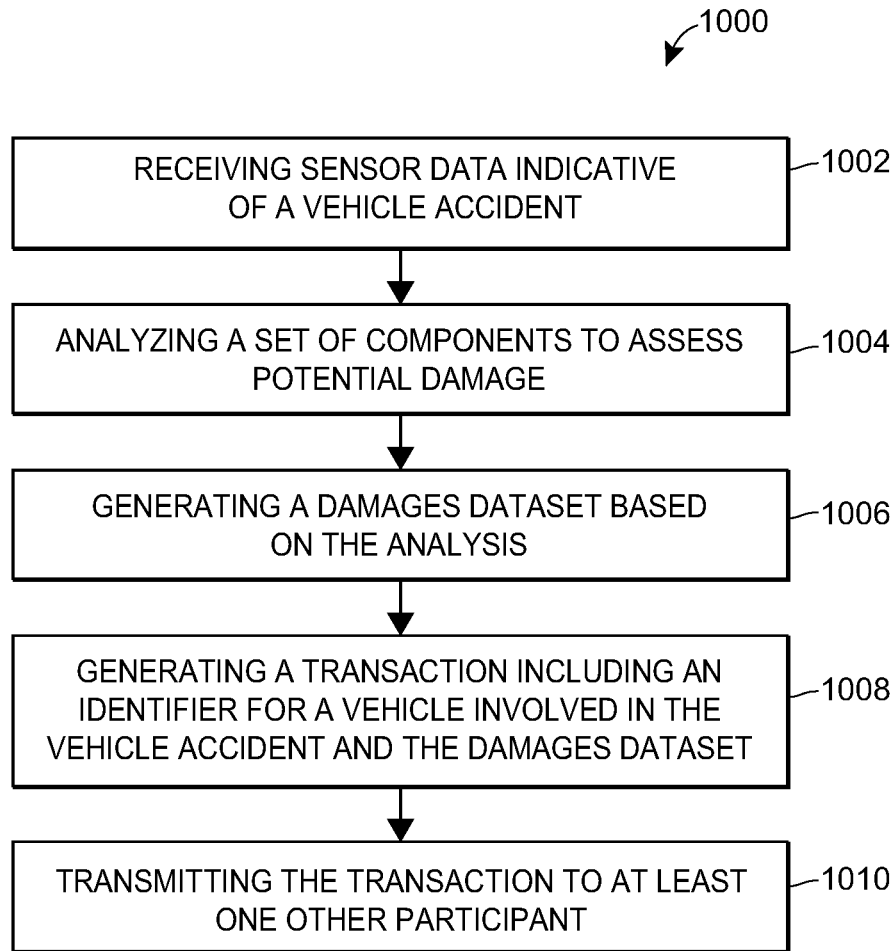 1000
RECEIVING SENSOR DATA INDICATIVE
OF A VEHICLE ACCIDENT
1002
ANALYZING A SET OF COMPONENTS TO ASSESS
POTENTIAL DAMAGE
1004
GENERATING A DAMAGES DATASET BASED
ON THE ANALYSIS
1006
GENERATING A TRANSACTION INCLUDING AN
IDENTIFIER FOR A VEHICLE INVOLVED IN THE
VEHICLE ACCIDENT AND THE DAMAGES DATASET
1008
TRANSMITTING THE TRANSACTION TO AT LEAST
ONE OTHER PARTICIPANT
1010